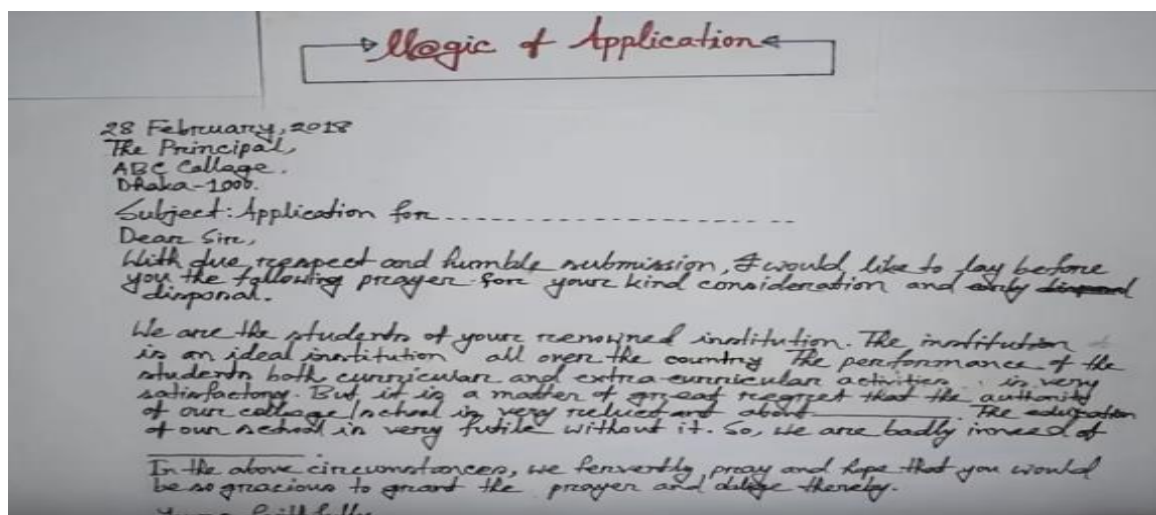 Magic of Application
28 February, 2018
The Principal,
ABC Callage.
Dhaka-1000.
Subject: Application for
Dear Sir,
With due respect and humble submission, I would like to lay before
you the following prayer for your kind consideration and early
disposal.
We are the students of your renowned institution. The institution
is an ideal institution all over the country The performance of the
students both curricular and extra-curricular activities is very
satisfactory. But, it is a matter of great regret that the authority
of our collage/school is very reluctant about The education
of our school is very futile without it. So, we are badly in need of
In the above circumstances, we fervently pray and hope that you would
be so gracious to grant the prayer and oblige thereby.